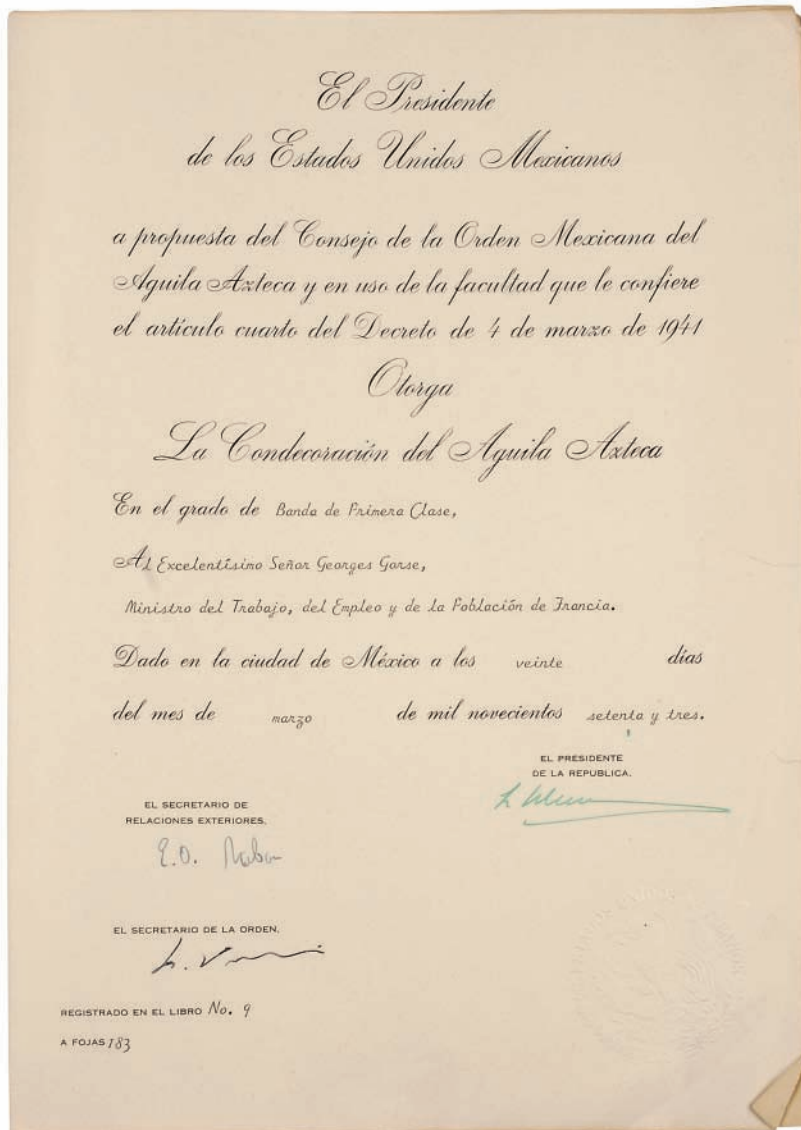 El Presidente
de los Estados Unidos Mexicanos
a propuesta del Consejo de la Orden Mexicana del
Aguila Azteca y en uso de la facultad que le confiere
el artículo cuarto del Decreto de 4 de marzo de 1941
Otorga
La Condecoración del Aguila Azteca
En el grado de Banda de Primera Clase,
Al Excelentísimo Señor Georges Gorse,
Ministro del Trabajo, del Empleo y de la Población de Francia.
Dado en la ciudad de México a los veinte días
del mes de marzo de mil novecientos setenta y tres.
EL PRESIDENTE
DE LA REPUBLICA.
EL SECRETARIO DE
RELACIONES EXTERIORES.
E.O. Rabasa
EL SECRETARIO DE LA ORDEN.
REGISTRADO EN EL LIBRO No. 9
A FOJAS 183